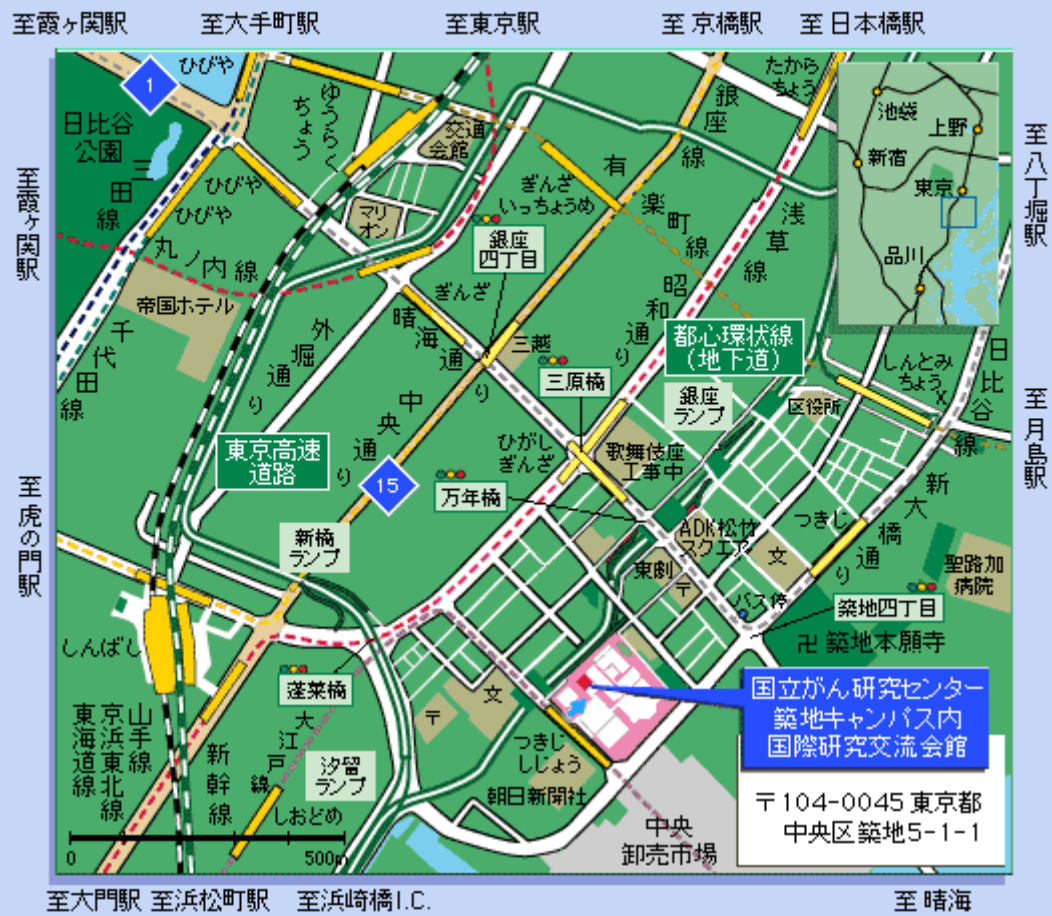 至霞ヶ関駅
至大手町駅
至東京駅
至 京橋駅
至 日本橋駅
1
ひびや
たから
ちょう
銀座線
池袋
上野
新宿
東京
品川
至八丁堀駅
日比谷
公園
三田線
ゆうらく
ちょう
交通
会館
有楽町線
浅草線
至霞ヶ関駅
ひびや
ひびや
マリ
オン
ぎんざ
いっちょうめ
丸ノ内線
銀座
四丁目
帝国ホテル
ぎんざ
昭和通り
千代田線
外堀通り
晴海通り
三越
都心環状線
(地下道)
しんとみ
ちょう
日比谷線
三原橋
銀座
ランプ
区役所
至月島駅
中央通り
ひがし
ぎんざ
歌舞伎座
工事中
東京高速
道路
15
万年橋
新大橋通り
至虎の門駅
新橋
ランプ
ADK松竹
スクエア
文
つきじ
聖路加
病院
東劇
〒
バス停
築地四丁目
しんばし
卍 築地本願寺
蓬莱橋
文
〒
国立がん研究センター
築地キャンパス内
国際研究交流会館
東海道線
京浜東北線
山手線
新幹線
大江戸線
汐留
ランプ
つきじ
しじょう
しおどめ
朝日新聞社
〒104-0045 東京都
中央区築地5-1-1
中央
卸売市場
0
500m
至大門駅
至浜松町駅
至浜崎橋I.C.
至 晴海